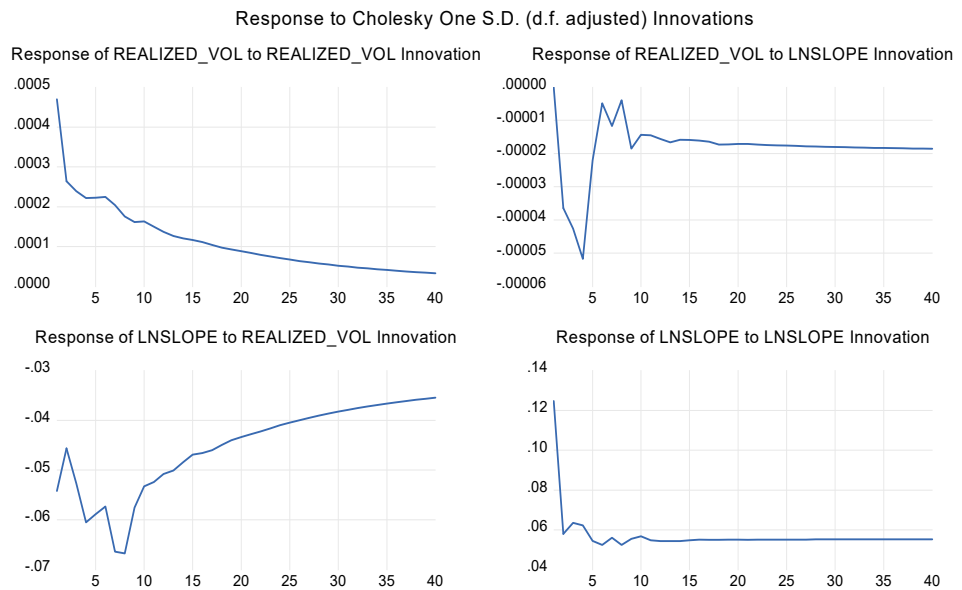 Response to Cholesky One S.D. (d.f. adjusted) Innovations
Response of REALIZED_VOL to REALIZED_VOL Innovation
.0005
.0004
.0003
.0002
.0001
.0000
5 10 15 20 25 30 35 40
Response of REALIZED_VOL to LNSLOPE Innovation
.00000
-.00001
-.00002
-.00003
-.00004
-.00005
-.00006
5 10 15 20 25 30 35 40
Response of LNSLOPE to REALIZED_VOL Innovation
-.03
-.04
-.05
-.06
-.07
5 10 15 20 25 30 35 40
Response of LNSLOPE to LNSLOPE Innovation
.14
.12
.10
.08
.06
.04
5 10 15 20 25 30 35 40